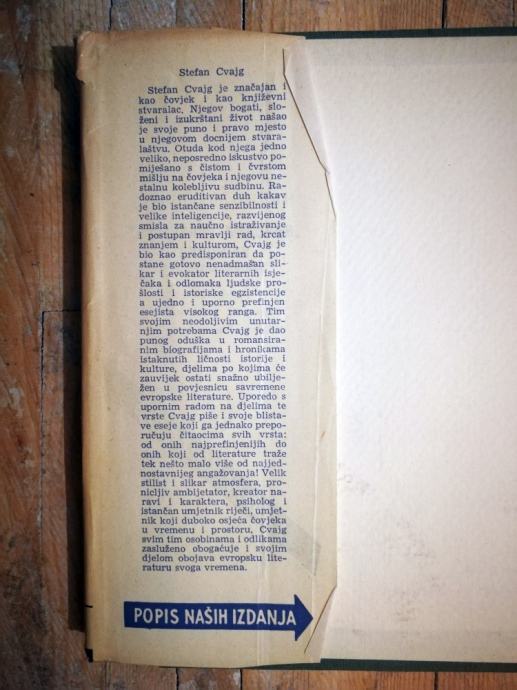 Stefan Cvajg
Stefan Cvajg je značajan i
kao čovjek i kao književni
stvaralac. Njegov bogati, slo-
ženi i izukrštani život našao
je svoje puno i pravo mjesto
u njegovom docnijem stvara-
laštvu. Otuda kod njega jedno
veliko, neposredno iskustvo po-
miješano s čistom i čvrstom
mišlju na čovjeka i njegovu ne-
stalnu kolebljivu sudbinu. Ra-
doznao eruditivan duh kakav
je bio istančane senzibilnosti i
velike inteligencije, razvijenog
smisla za naučno istraživanje
i postupan mravlji rad, krcat
znanjem i kulturom, Cvajg je
bio kao predisponiran da po-
stane gotovo nenadmašan sli-
kar i evokator literarnih isje-
čaka i odlomaka ljudske pro-
šlosti i istoriske egzistencije
a ujedno i uporno prefinjen
esejista visokog ranga. Tim
svojim neodoljivim unutar-
njim potrebama Cvajg je dao
punog oduška u romansira-
nim biografijama i hronikama
istaknutih ličnosti istorije i
kulture, djelima po kojima će
zauvijek ostati snažno ubilje-
žen u povjesnicu savremene
evropske literature. Uporedo s
upornim radom na djelima te
vrste Cvajg piše i svoje blista-
ve eseje koji ga jednako prepo-
ručuju čitaocima svih vrsta:
od onih najprefinjenijih do
onih koji od literature traže
tek nešto malo više od najjed-
nostavnijeg angažovanja! Velik
stilist i slikar atmosfera, pro-
nicljiv ambijetator, kreator na-
ravi i karaktera, psiholog i
istančan umjetnik riječi, umjet-
nik koji duboko osjeća čovjeka
u vremenu i prostoru, Cvajg
svim tim osobinama i odlikama
zasluženo obogaćuje i svojim
djelom obojava evropsku lite-
raturu svoga vremena.
POPIS NAŠIH IZDANJA